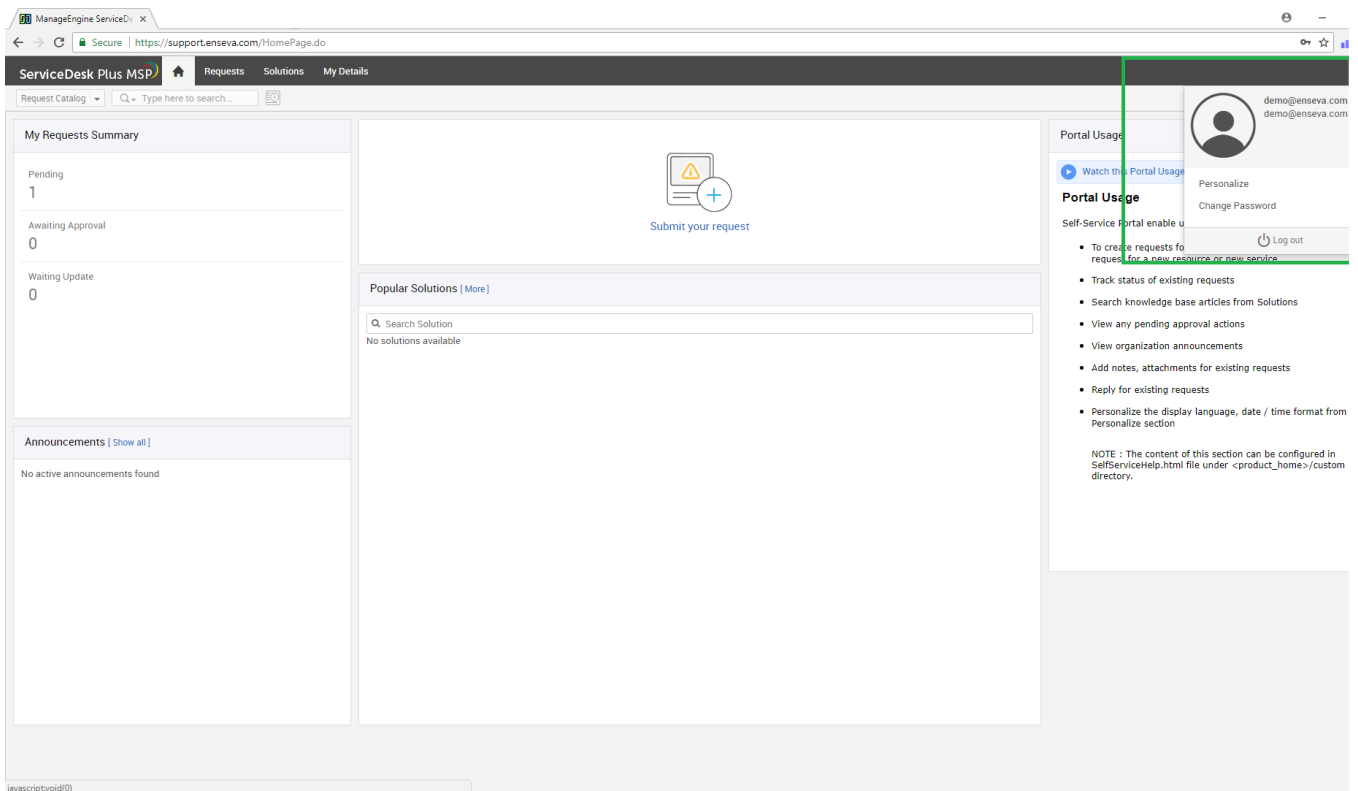 ManageEngine ServiceDe
Secure | https://support.enseva.com/HomePage.do
ServiceDesk Plus MSP Requests Solutions My Details
Request Catalog Type here to search...
demo@enseva.com
demo@enseva.com
Personalize
Change Password
Log out
My Requests Summary
Pending
1
Awaiting Approval
0
Waiting Update
0
Announcements [ Show all ]
No active announcements found
Submit your request
Popular Solutions [ More ]
Search Solution
No solutions available
Portal Usage
Watch this Portal Usage
Portal Usage
Self-Service Portal enable u
To create requests fo
request for a new resource or new service
Track status of existing requests
Search knowledge base articles from Solutions
View any pending approval actions
View organization announcements
Add notes, attachments for existing requests
Reply for existing requests
Personalize the display language, date / time format from
Personalize section
NOTE : The content of this section can be configured in
SelfServiceHelp.html file under <product_home>/custom
directory.
javascript:void(0)